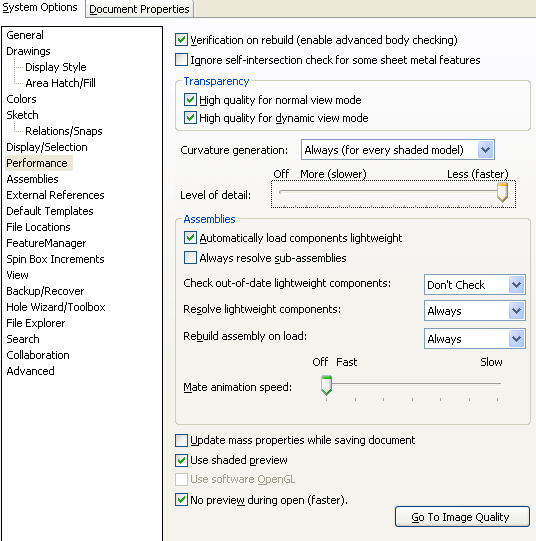 System Options
Document Properties
General
Drawings
Display Style
Area Hatch/Fill
Colors
Sketch
Relations/Snaps
Display/Selection
Performance
Assemblies
External References
Default Templates
File Locations
FeatureManager
Spin Box Increments
View
Backup/Recover
Hole Wizard/Toolbox
File Explorer
Search
Collaboration
Advanced
Verification on rebuild (enable advanced body checking)
Ignore self-intersection check for some sheet metal features
Transparency
High quality for normal view mode
High quality for dynamic view mode
Curvature generation: Always (for every shaded model)
Off More (slower) Less (faster)
Level of detail:
Assemblies
Automatically load components lightweight
Always resolve sub-assemblies
Check out-of-date lightweight components: Don't Check
Resolve lightweight components: Always
Rebuild assembly on load: Always
Off Fast Slow
Mate animation speed:
Update mass properties while saving document
Use shaded preview
Use software OpenGL
No preview during open (faster).
Go To Image Quality